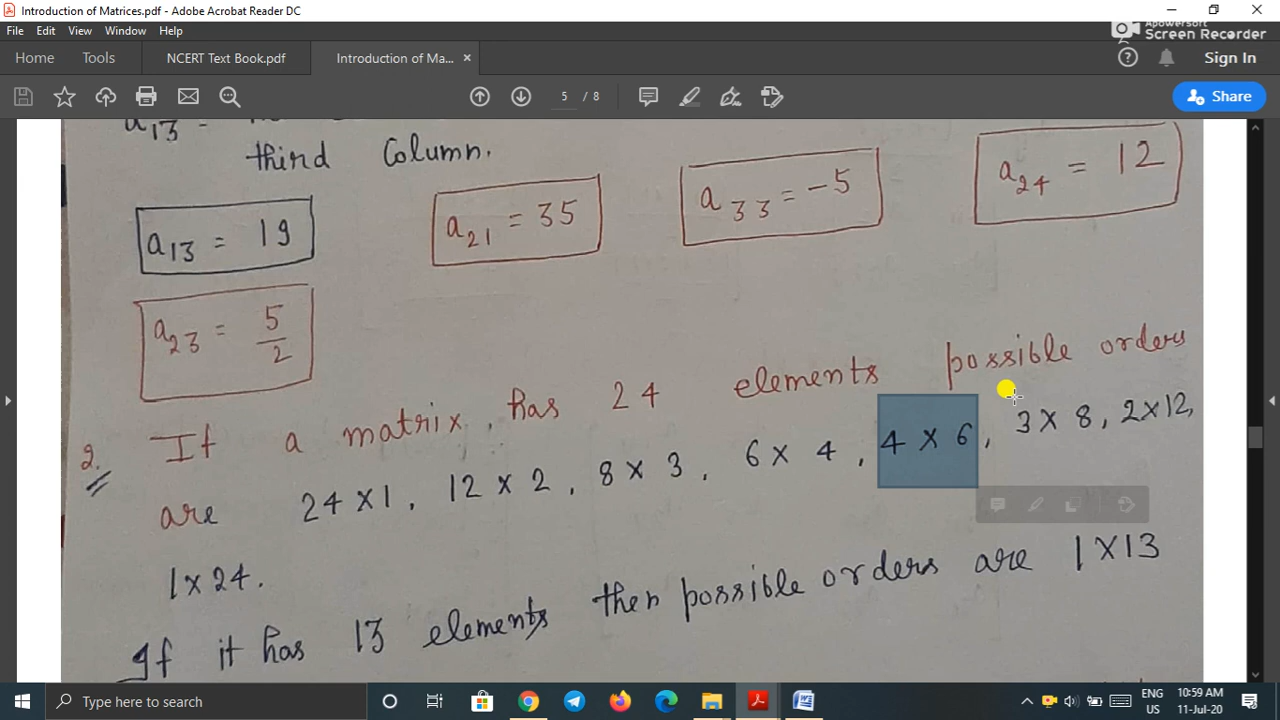 Introduction of Matrices.pdf - Adobe Acrobat Reader DC
File Edit View Window Help
Apowersoft
Screen Recorder
Home Tools NCERT Text Book.pdf Introduction of Ma... × Sign In
5 / 8 Share
a13 =
third Column.
a13 = 19 a21 = 35 a33 = -5 a24 = 12
a23 = 5/2
2. If a matrix, has 24 elements possible orders
are 24 X 1, 12 X 2, 8 X 3, 6 X 4, 4 X 6, 3 X 8, 2 X 12,
1 X 24.
If it has 13 elements then possible orders are 1 X 13
Type here to search
ENG 10:59 AM
US 11-Jul-20